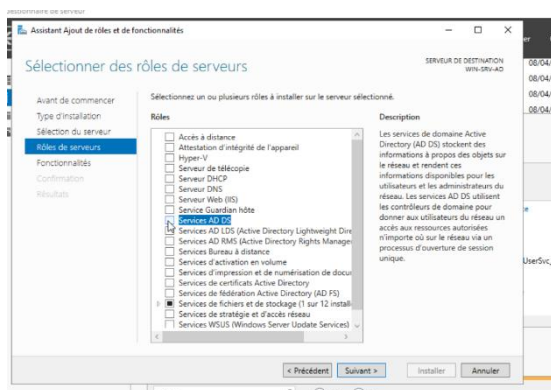 Gestionnaire de serveur
Assistant Ajout de rôles et de fonctionnalités
Sélectionner des rôles de serveurs
SERVEUR DE DESTINATION
WIN-SRV-AD
Avant de commencer
Type d'installation
Sélection du serveur
Rôles de serveurs
Fonctionnalités
Confirmation
Résultats
Sélectionnez un ou plusieurs rôles à installer sur le serveur sélectionné.
Rôles
Accès à distance
Attestation d'intégrité de l'appareil
Hyper-V
Serveur de télécopie
Serveur DHCP
Serveur DNS
Serveur Web (IIS)
Service Guardian hôte
Services AD DS
Services AD LDS (Active Directory Lightweight Dire
Services AD RMS (Active Directory Rights Manage
Services Bureau à distance
Services d'activation en volume
Services d'impression et de numérisation de docu
Services de certificats Active Directory
Services de fédération Active Directory (AD FS)
Services de fichiers et de stockage (1 sur 12 install
Services de stratégie et d'accès réseau
Services WSUS (Windows Server Update Services)
Description
Les services de domaine Active
Directory (AD DS) stockent des
informations à propos des objets sur
le réseau et rendent ces
informations disponibles pour les
utilisateurs et les administrateurs du
réseau. Les services AD DS utilisent
les contrôleurs de domaine pour
donner aux utilisateurs du réseau un
accès aux ressources autorisées
n'importe où sur le réseau via un
processus d'ouverture de session
unique.
< Précédent
Suivant >
Installer
Annuler
08/04/
08/04/
08/04/
08/04/
UserSvc_